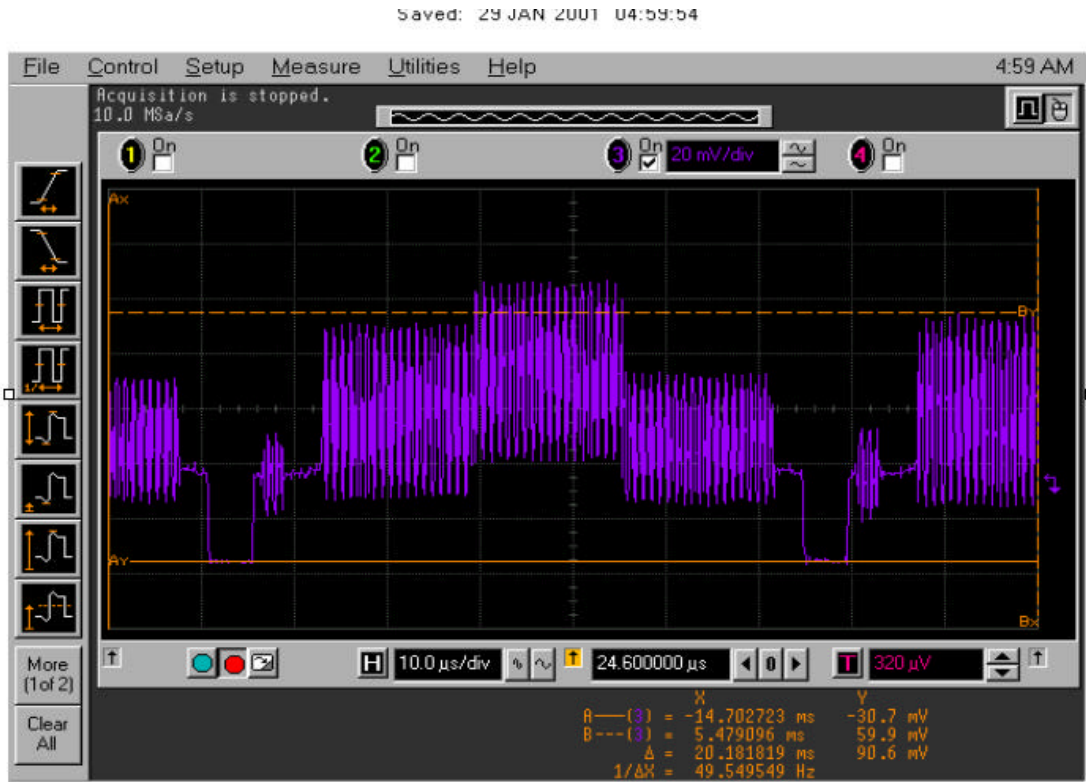 Saved: 29 JAN 2001 04:59:54
File Control Setup Measure Utilities Help 4:59 AM
Acquisition is stopped.
10.0 MSa/s
1 On 2 On 3 On 20 mV/div 4 On
Ax
By
Ay
Bx
1/
More
(1of 2)
Clear
All
H 10.0 µs/div 24.600000 µs 0 T 320 µV
X Y
A——(3) = -14.702723 ms -30.7 mV
B---(3) = 5.479096 ms 59.9 mV
Δ = 20.181819 ms 90.6 mV
1/ΔX = 49.549549 Hz